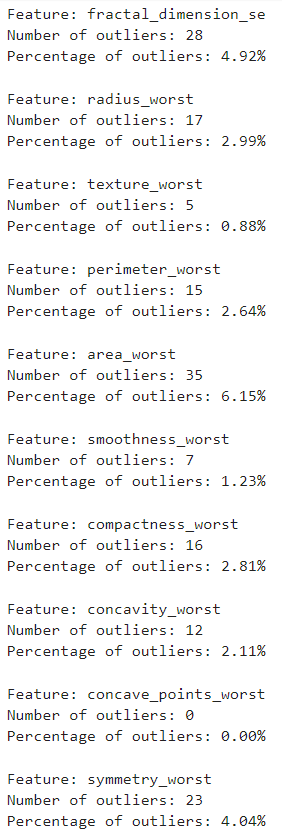 Feature: fractal_dimension_se
Number of outliers: 28
Percentage of outliers: 4.92%
Feature: radius_worst
Number of outliers: 17
Percentage of outliers: 2.99%
Feature: texture_worst
Number of outliers: 5
Percentage of outliers: 0.88%
Feature: perimeter_worst
Number of outliers: 15
Percentage of outliers: 2.64%
Feature: area_worst
Number of outliers: 35
Percentage of outliers: 6.15%
Feature: smoothness_worst
Number of outliers: 7
Percentage of outliers: 1.23%
Feature: compactness_worst
Number of outliers: 16
Percentage of outliers: 2.81%
Feature: concavity_worst
Number of outliers: 12
Percentage of outliers: 2.11%
Feature: concave_points_worst
Number of outliers: 0
Percentage of outliers: 0.00%
Feature: symmetry_worst
Number of outliers: 23
Percentage of outliers: 4.04%